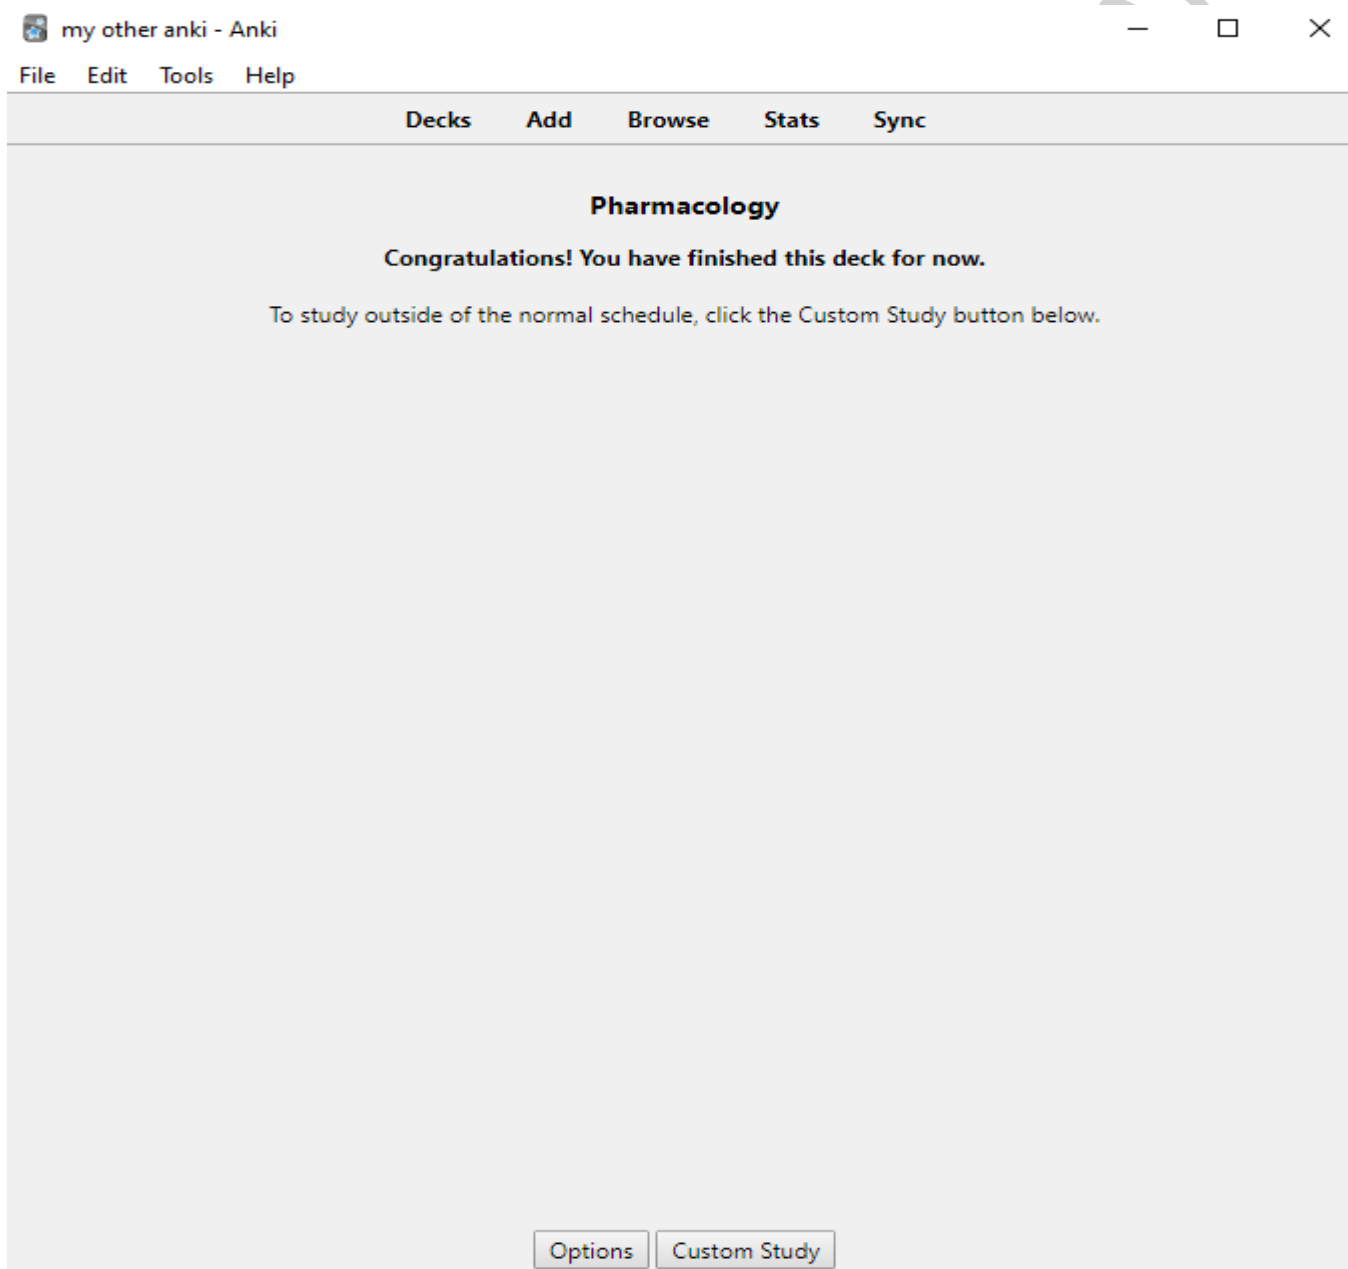 my other anki - Anki
File Edit Tools Help
Decks Add Browse Stats Sync
Pharmacology
Congratulations! You have finished this deck for now.
To study outside of the normal schedule, click the Custom Study button below.
Options Custom Study